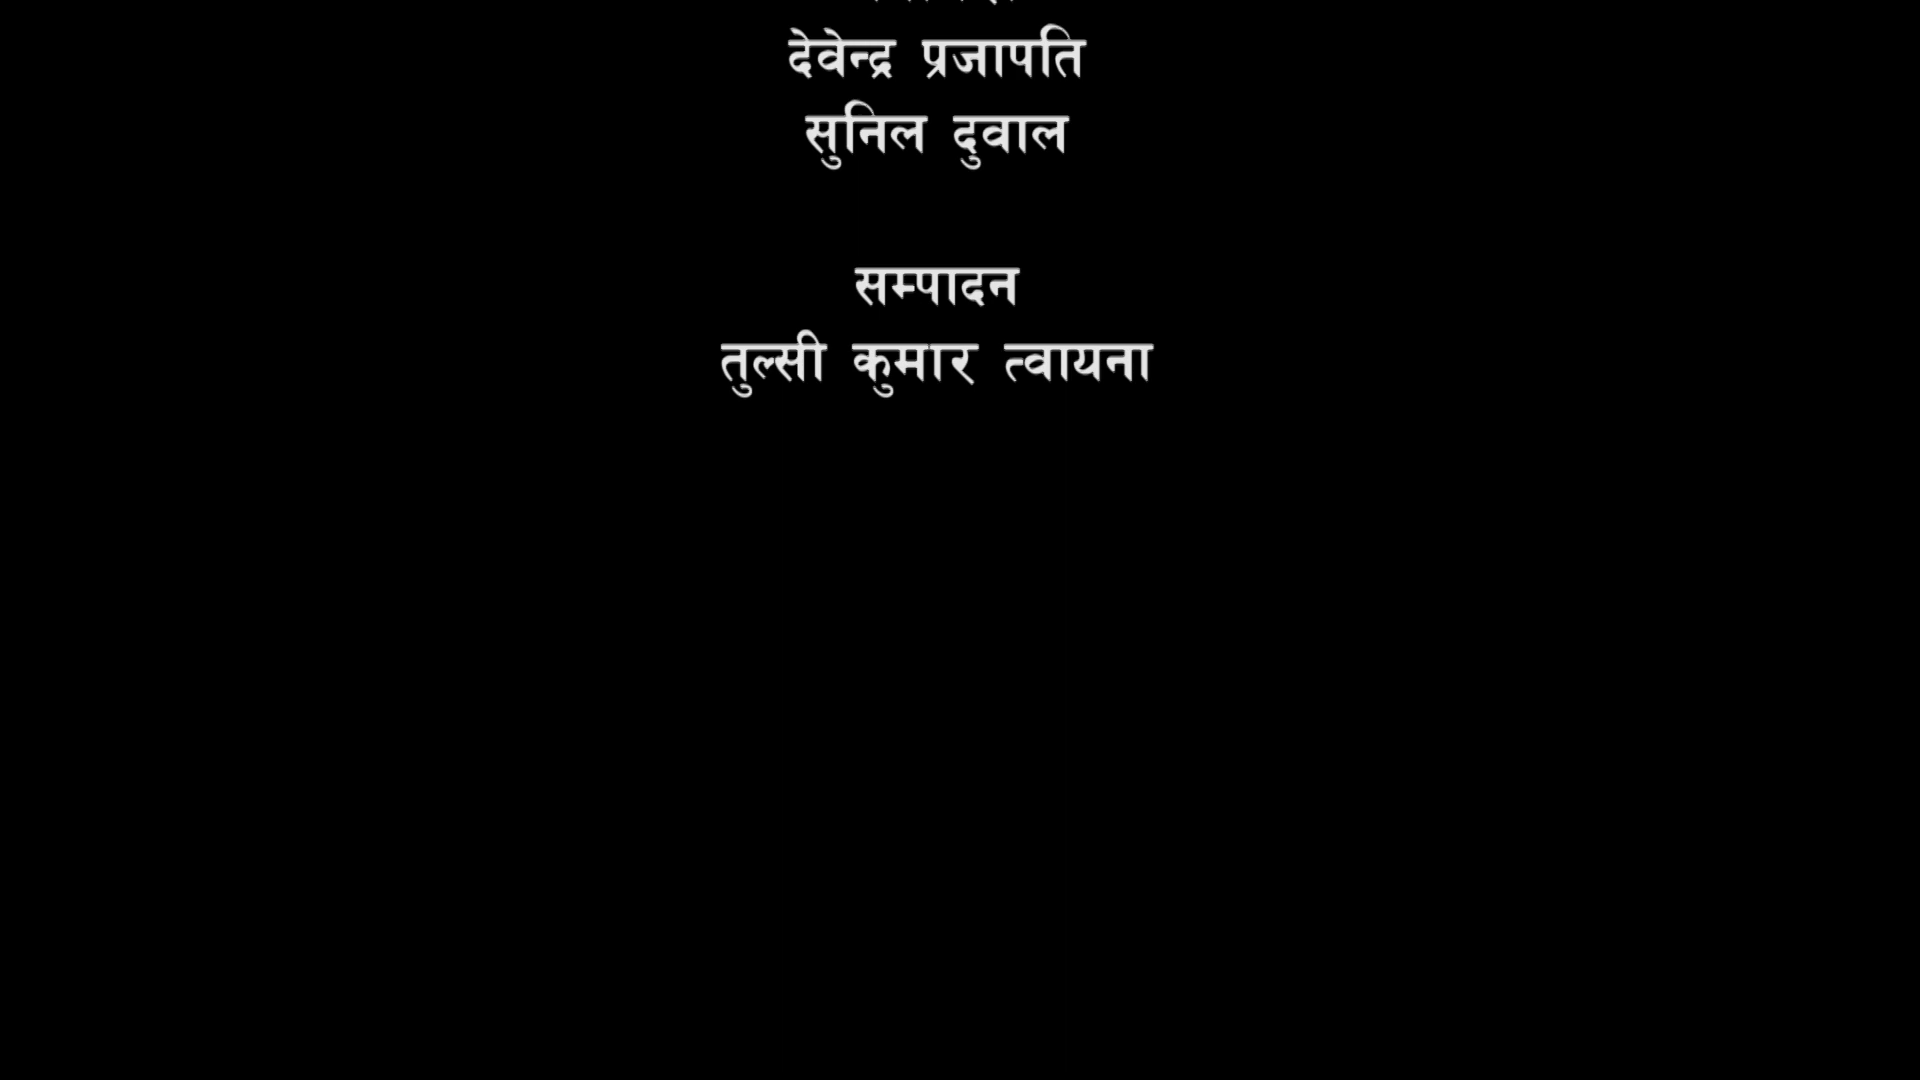 देवेन्द्र प्रजापति
सुनिल दुवाल
सम्पादन
तुल्सी कुमार त्वायना